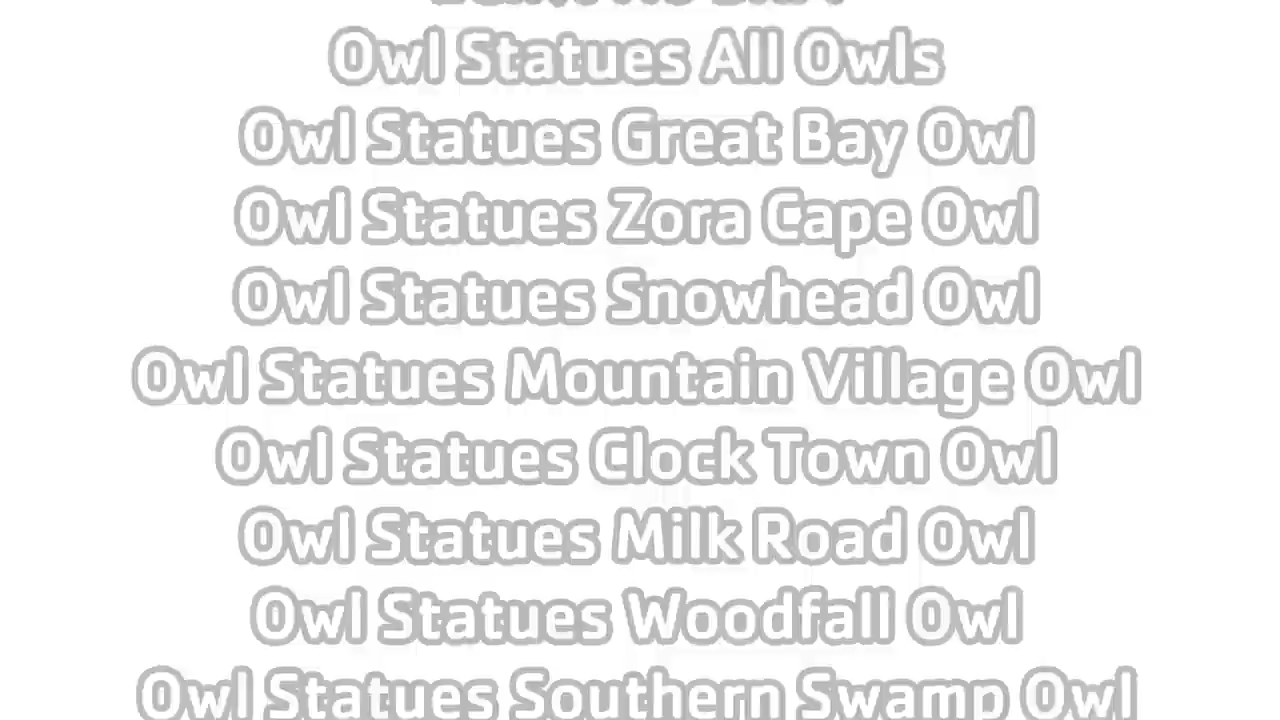 Owl Statues All Owls
Owl Statues Great Bay Owl
Owl Statues Zora Cape Owl
Owl Statues Snowhead Owl
Owl Statues Mountain Village Owl
Owl Statues Clock Town Owl
Owl Statues Milk Road Owl
Owl Statues Woodfall Owl
Owl Statues Southern Swamp Owl